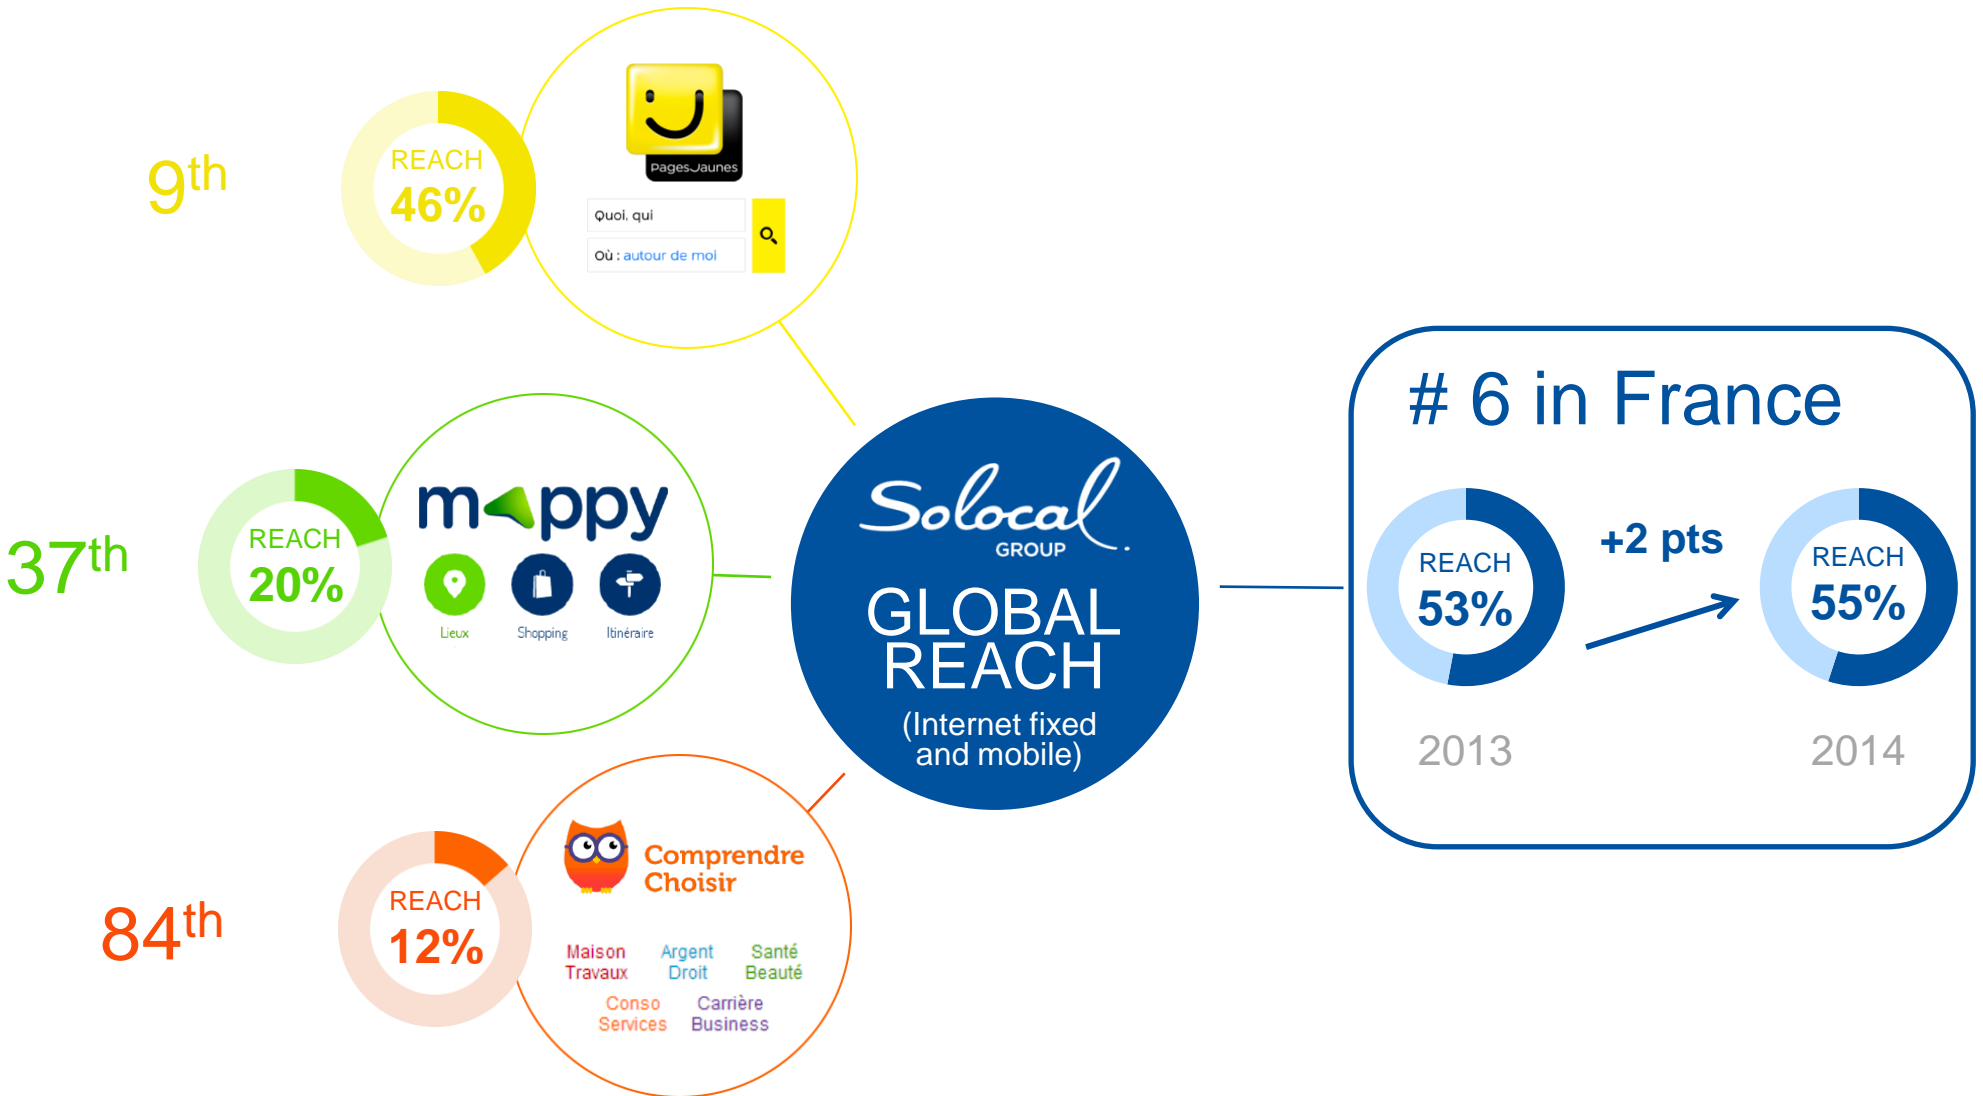 9th
REACH
46%
PagesJaunes
Quoi, qui
Où : autour de moi
37th
REACH
20%
mappy
Lieux
Shopping
Itinéraire
84th
REACH
12%
Comprendre
Choisir
Maison
Travaux
Argent
Droit
Santé
Beauté
Conso
Services
Carrière
Business
Solocal
GROUP
GLOBAL
REACH
(Internet fixed
and mobile)
# 6 in France
REACH
53%
2013
+2 pts
REACH
55%
2014